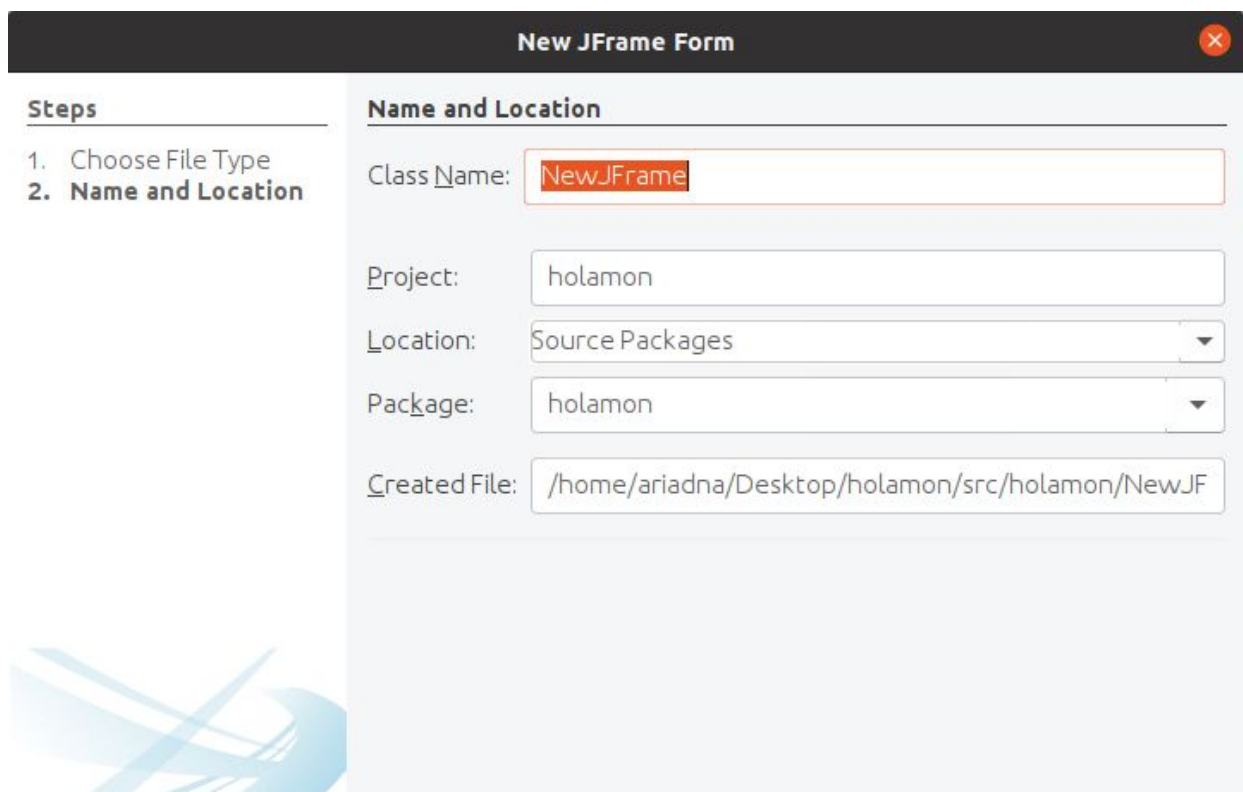 New JFrame Form
Steps
1. Choose File Type
2. Name and Location
Name and Location
Class Name: NewJFrame
Project: holamon
Location: Source Packages
Package: holamon
Created File: /home/ariadna/Desktop/holamon/src/holamon/NewJF